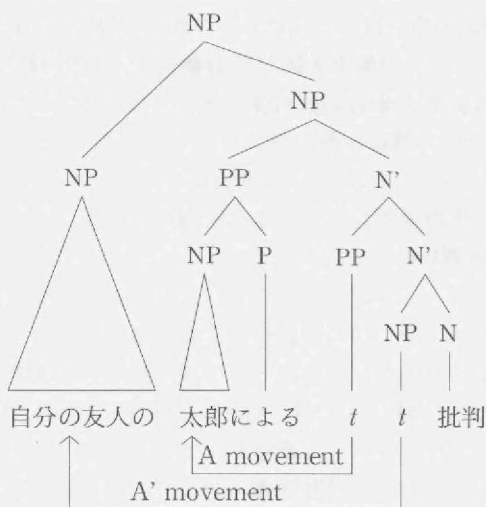 NP
NP
NP PP N'
NP P PP N'
NP N
自分の友人の 太郎による t t 批判
A movement
A' movement